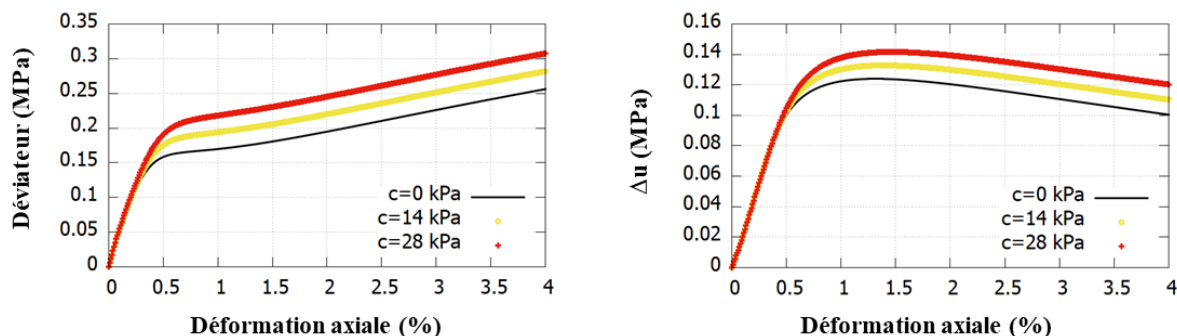 Déviateur (MPa)
0.35
0.3
0.25
0.2
0.15
0.1
0.05
0
c=0 kPa
c=14 kPa
c=28 kPa
0 0.5 1 1.5 2 2.5 3 3.5 4
Déformation axiale (%)
Δu (MPa)
0.16
0.14
0.12
0.1
0.08
0.06
0.04
0.02
0
c=0 kPa
c=14 kPa
c=28 kPa
0 0.5 1 1.5 2 2.5 3 3.5 4
Déformation axiale (%)